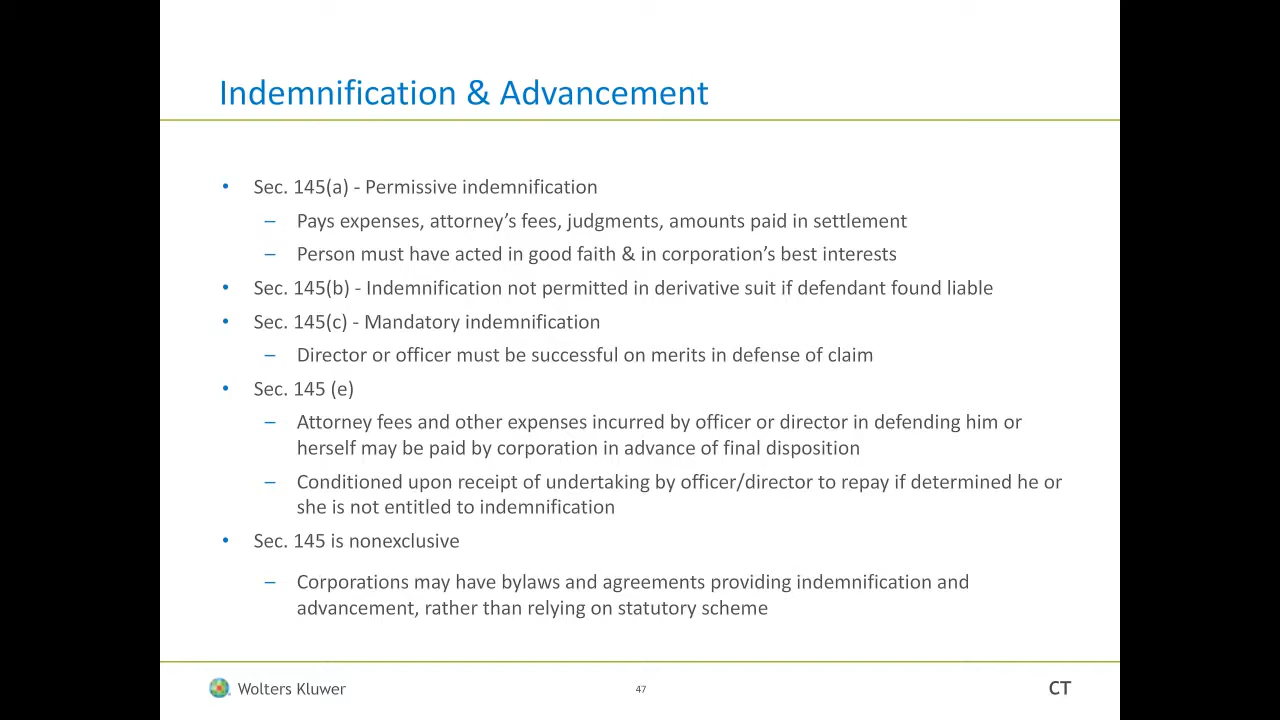 Indemnification & Advancement
• Sec. 145(a) - Permissive indemnification
– Pays expenses, attorney’s fees, judgments, amounts paid in settlement
– Person must have acted in good faith & in corporation’s best interests
• Sec. 145(b) - Indemnification not permitted in derivative suit if defendant found liable
• Sec. 145(c) - Mandatory indemnification
– Director or officer must be successful on merits in defense of claim
• Sec. 145 (e)
– Attorney fees and other expenses incurred by officer or director in defending him or
herself may be paid by corporation in advance of final disposition
– Conditioned upon receipt of undertaking by officer/director to repay if determined he or
she is not entitled to indemnification
• Sec. 145 is nonexclusive
– Corporations may have bylaws and agreements providing indemnification and
advancement, rather than relying on statutory scheme
Wolters Kluwer
47
CT